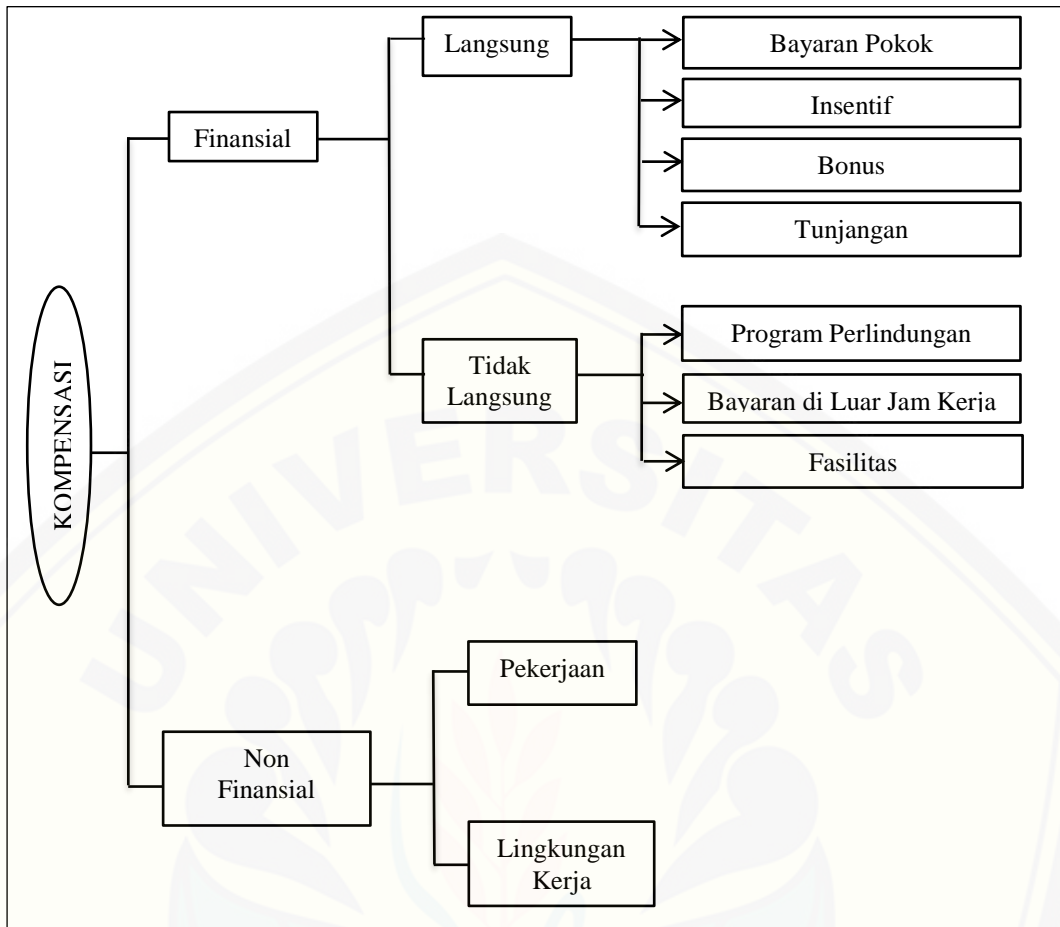 KOMPENSASI
Finansial
Langsung
Bayaran Pokok
Insentif
Bonus
Tunjangan
Tidak
Langsung
Program Perlindungan
Bayaran di Luar Jam Kerja
Fasilitas
Non
Finansial
Pekerjaan
Lingkungan
Kerja
UNIVERSITAS